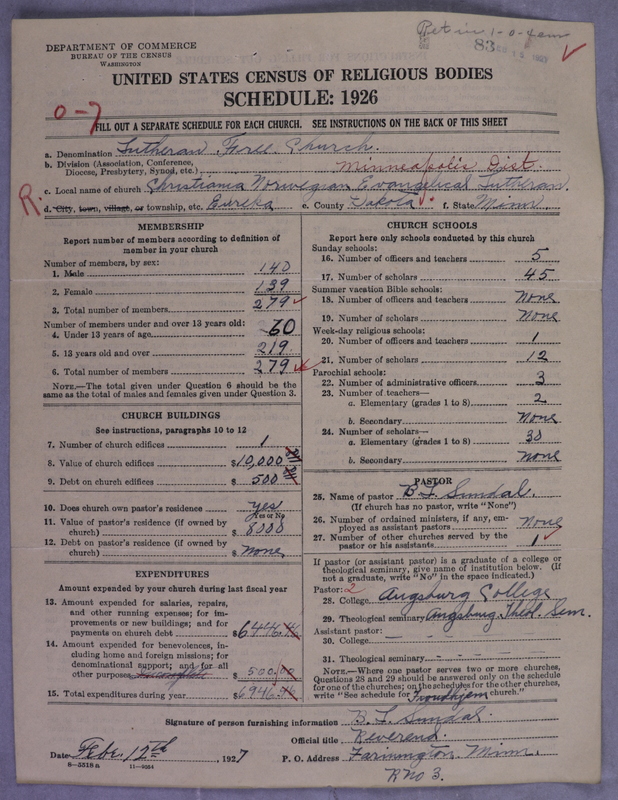 DEPARTMENT OF COMMERCE
BUREAU OF THE CENSUS
WASHINGTON
83
UNITED STATES CENSUS OF RELIGIOUS BODIES
SCHEDULE: 1926
0-7
FILL OUT A SEPARATE SCHEDULE FOR EACH CHURCH. SEE INSTRUCTIONS ON THE BACK OF THIS SHEET
a. Denomination Lutheran Free Church.
b. Division (Association, Conference,
Diocese, Presbytery, Synod, etc.) Minneapolis Dist.
c. Local name of church Christiania Norwegian Evangelical Lutheran.
R. d. City, town, village, or township, etc. Eureka e. County Dakota f. State Minn.
MEMBERSHIP
Report number of members according to definition of
member in your church
Number of members, by sex:
1. Male 140
2. Female 139
3. Total number of members 279
Number of members under and over 13 years old:
4. Under 13 years of age 60
5. 13 years old and over 219
6. Total number of members 279
NOTE.—The total given under Question 6 should be the
same as the total of males and females given under Question 3.
CHURCH BUILDINGS
See instructions, paragraphs 10 to 12
7. Number of church edifices 1
8. Value of church edifices $10,000
9. Debt on church edifices $ 500
10. Does church own pastor's residence yes
(Yes or No)
11. Value of pastor's residence (if owned by
church) $ 8000
12. Debt on pastor's residence (if owned by
church) $ None
EXPENDITURES
Amount expended by your church during last fiscal year
13. Amount expended for salaries, repairs,
and other running expenses; for im-
provements or new buildings; and for
payments on church debt $6446.
14. Amount expended for benevolences, in-
cluding home and foreign missions; for
denominational support; and for all
other purposes $ 500.
15. Total expenditures during year $6946.
CHURCH SCHOOLS
Report here only schools conducted by this church
Sunday schools:
16. Number of officers and teachers 5
17. Number of scholars 45
Summer vacation Bible schools:
18. Number of officers and teachers None
19. Number of scholars None
Week-day religious schools:
20. Number of officers and teachers 1
21. Number of scholars 12
Parochial schools:
22. Number of administrative officers 3
23. Number of teachers—
a. Elementary (grades 1 to 8) 2
b. Secondary None
24. Number of scholars—
a. Elementary (grades 1 to 8) 30
b. Secondary None
PASTOR
25. Name of pastor B. L. Sundal.
(If church has no pastor, write "None")
26. Number of ordained ministers, if any, em-
ployed as assistant pastors None
27. Number of other churches served by the
pastor or his assistants 1
If pastor (or assistant pastor) is a graduate of a college or
theological seminary, give name of institution below. (If
not a graduate, write "No" in the space indicated.)
Pastor: 2
28. College Augsburg College
29. Theological seminary Augsburg Theol. Sem.
Assistant pastor:
30. College
31. Theological seminary
NOTE.—Where one pastor serves two or more churches,
Questions 28 and 29 should be answered only on the schedule
for one of the churches; on the schedules for the other churches,
write "See schedule for Trondhjem church."
Signature of person furnishing information B. L. Sundal.
Official title Reverend.
Date Febr. 12th, 1927 P. O. Address Farmington, Minn.
R No 3.
8-5518 a 11-9084